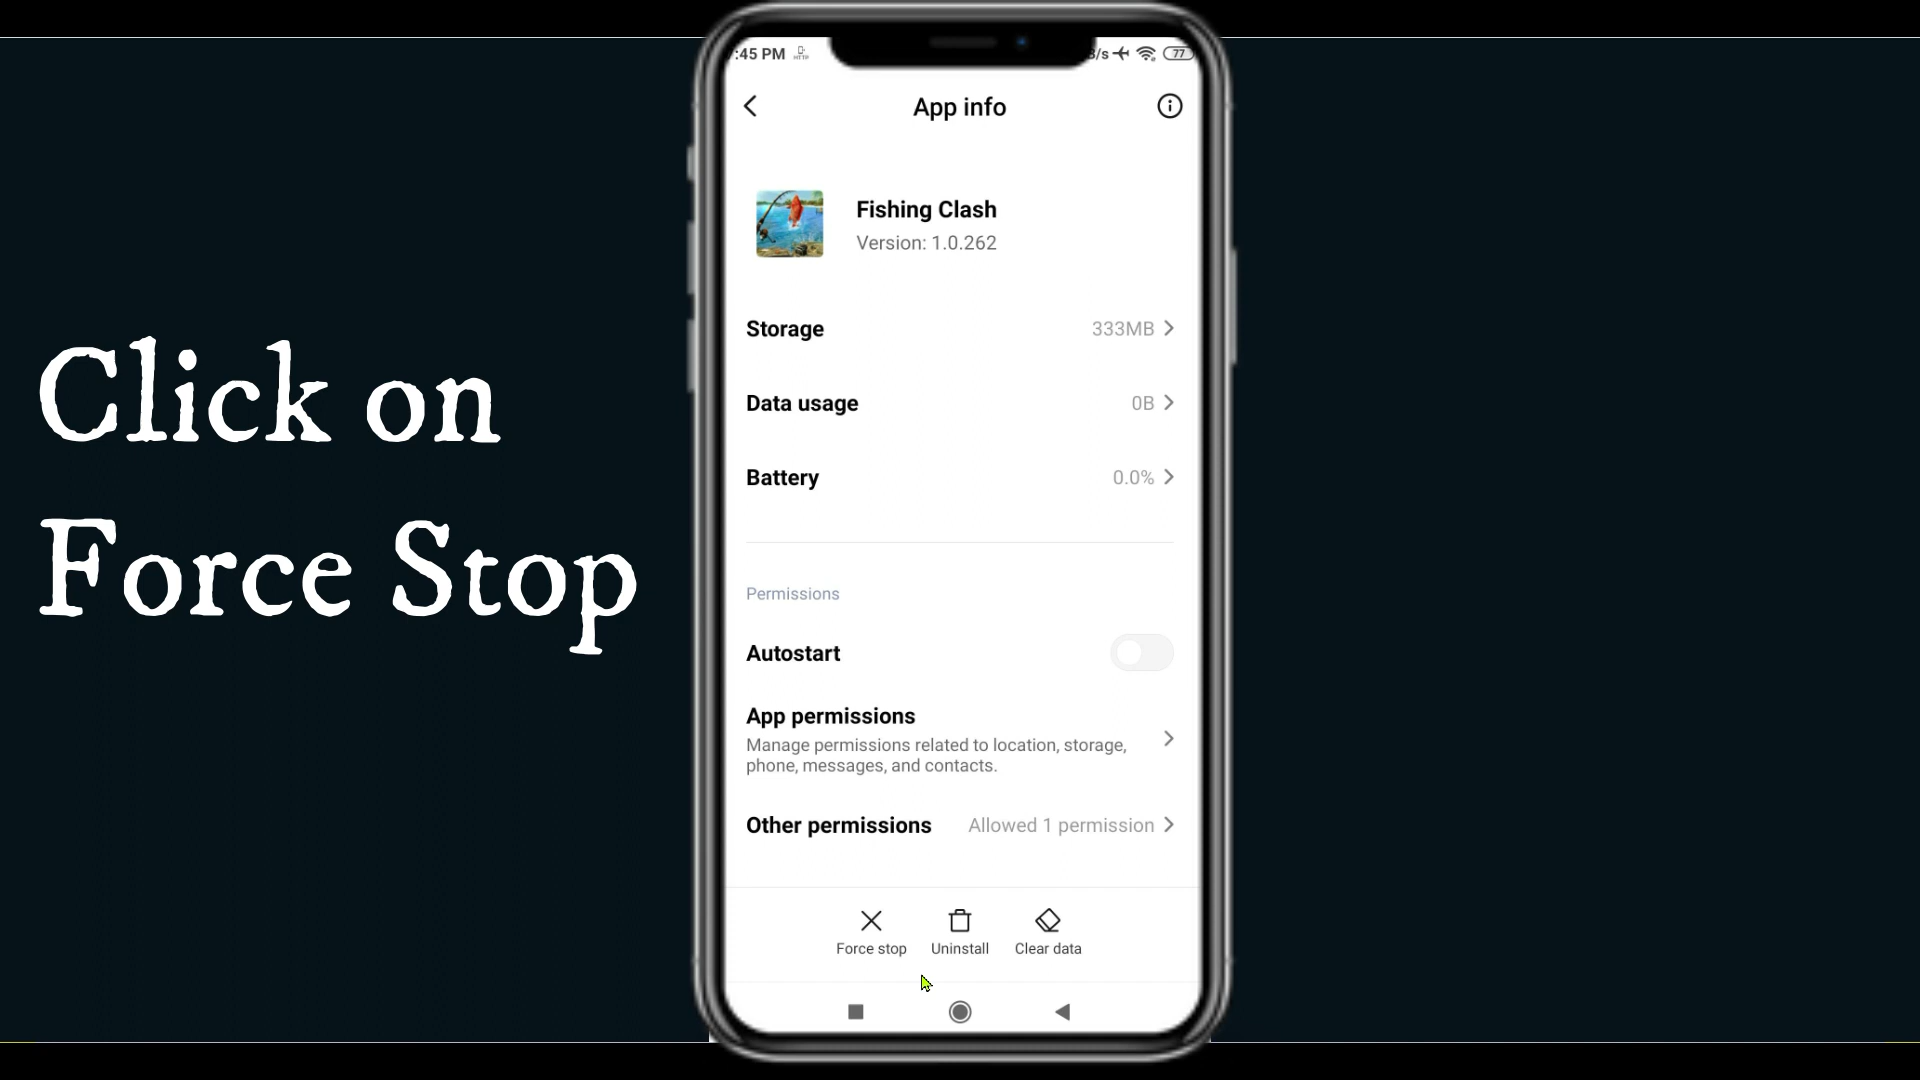 Click on
Force Stop
:45 PM
/s
77
App info
Fishing Clash
Version: 1.0.262
Storage 333MB
Data usage 0B
Battery 0.0%
Permissions
Autostart
App permissions
Manage permissions related to location, storage,
phone, messages, and contacts.
Other permissions Allowed 1 permission
Force stop Uninstall Clear data